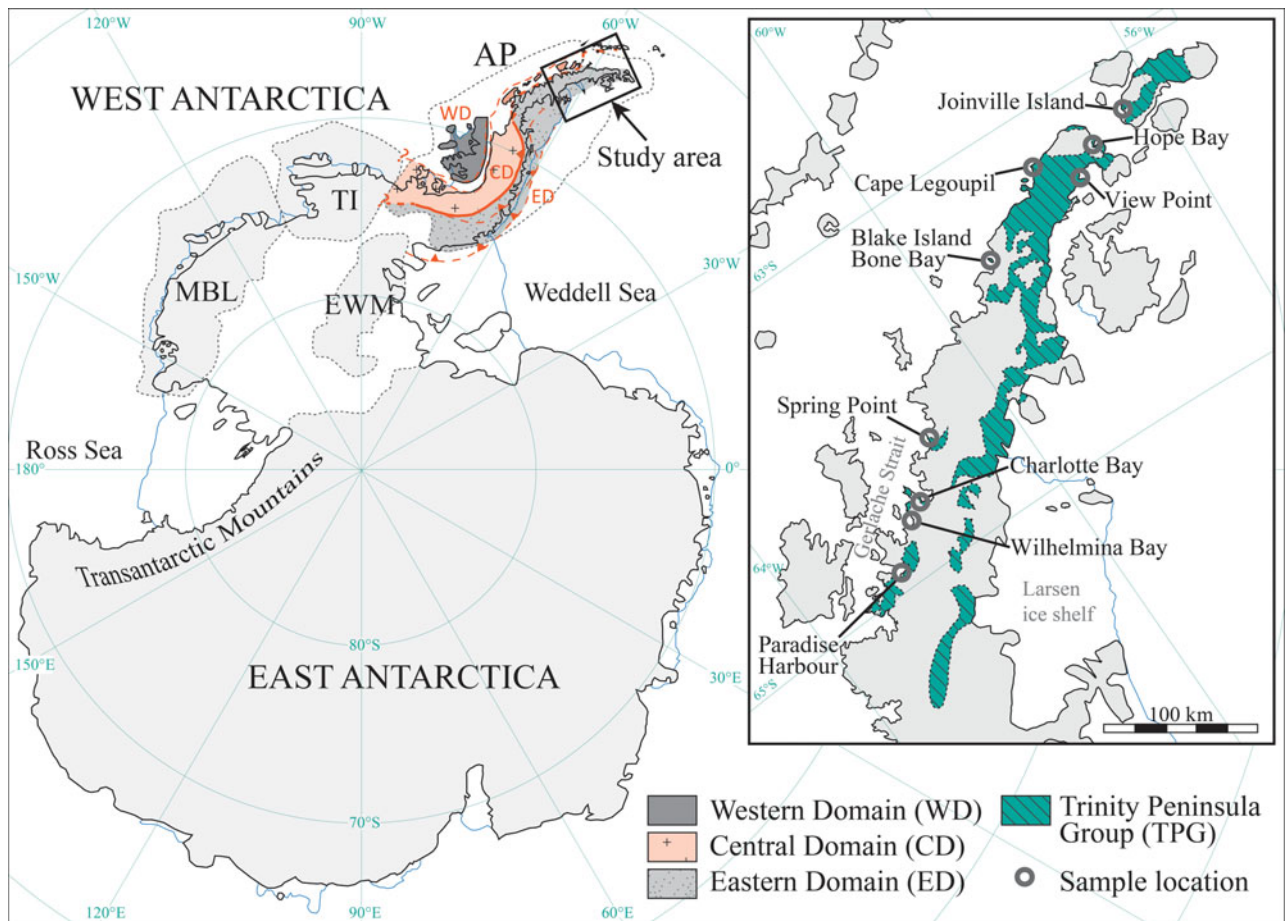 120°W
90°W
60°W
AP
WEST ANTARCTICA
WD
Study area
?
CD
ED
TI
150°W
30°W
MBL
EWM
Weddell Sea
Ross Sea
180°
0°
Transantarctic Mountains
80°S
EAST ANTARCTICA
150°E
30°E
70°S
120°E
60°E
60°W
56°W
Joinville Island
Hope Bay
Cape Legoupil
View Point
Blake Island
Bone Bay
63°S
Spring Point
Gerlache Strait
Charlotte Bay
Wilhelmina Bay
64°W
Larsen
ice shelf
Paradise
Harbour
65°S
100 km
Western Domain (WD)
Central Domain (CD)
Eastern Domain (ED)
Trinity Peninsula
Group (TPG)
Sample location